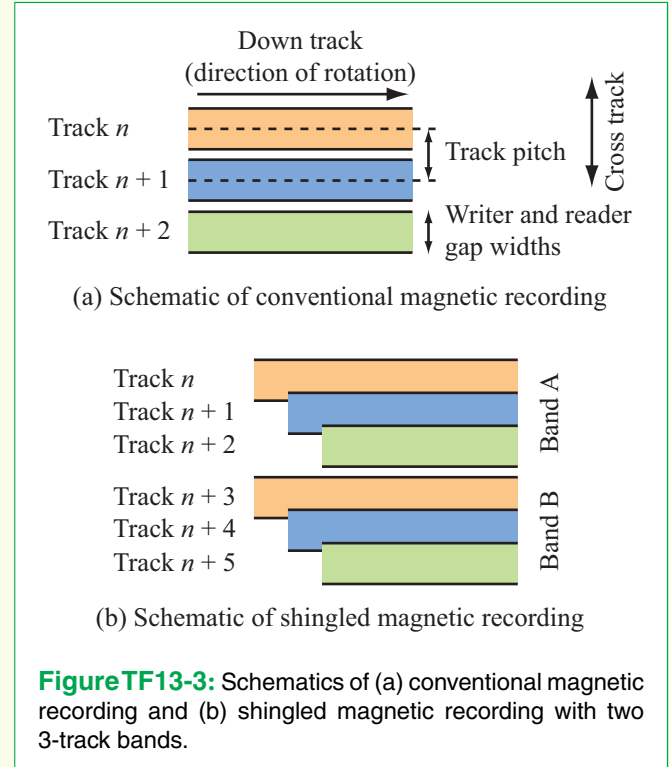 Down track
(direction of rotation)
Cross track
Track n
Track pitch
Track n + 1
Track n + 2
Writer and reader
gap widths
(a) Schematic of conventional magnetic recording
Track n
Track n + 1
Track n + 2
Band A
Track n + 3
Track n + 4
Track n + 5
Band B
(b) Schematic of shingled magnetic recording
Figure TF13-3: Schematics of (a) conventional magnetic
recording and (b) shingled magnetic recording with two
3-track bands.